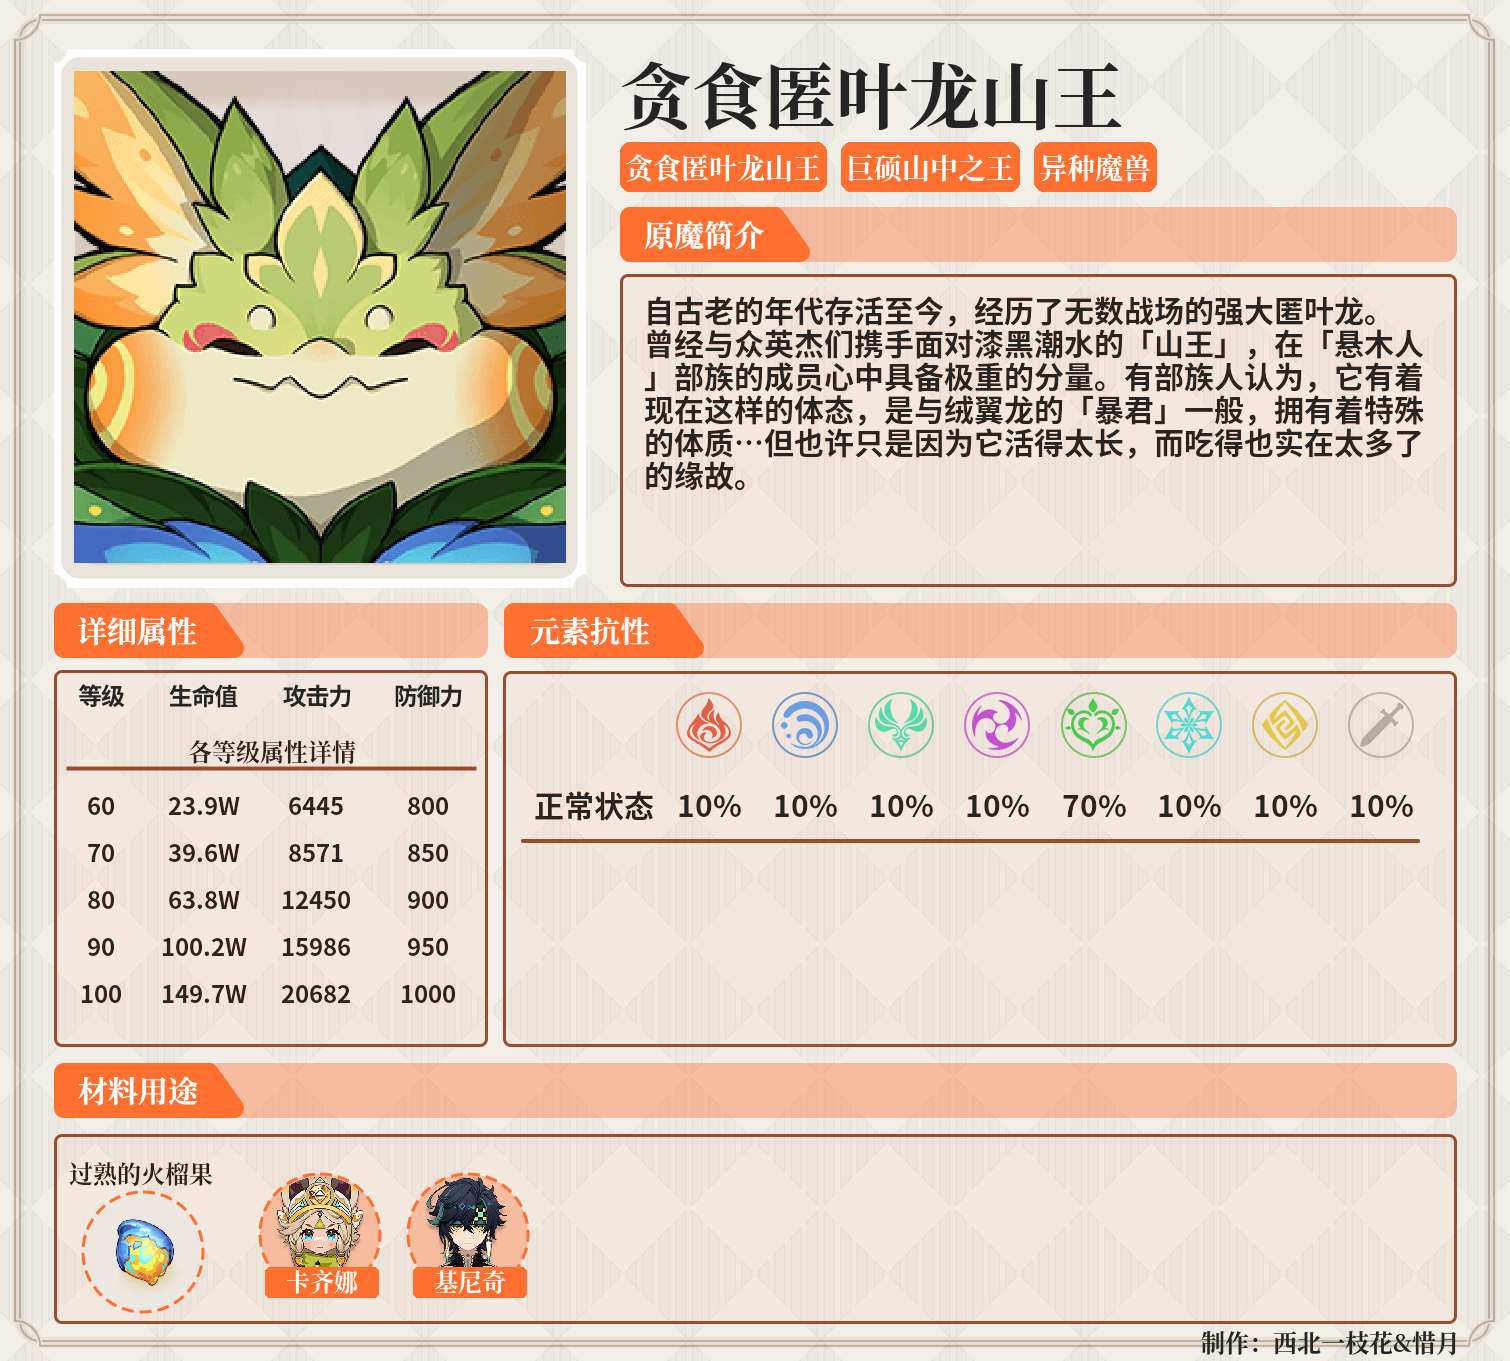 贪食匿叶龙山王
贪食匿叶龙山王 巨硕山中之王 异种魔兽
原魔简介
自古老的年代存活至今，经历了无数战场的强大匿叶龙。
曾经与众英杰们携手面对漆黑潮水的「山王」，在「悬木人
」部族的成员心中具备极重的分量。有部族人认为，它有着
现在这样的体态，是与绒翼龙的「暴君」一般，拥有着特殊
的体质…但也许只是因为它活得太长，而吃得也实在太多了
的缘故。
详细属性
等级 生命值 攻击力 防御力
各等级属性详情
60 23.9W 6445 800
70 39.6W 8571 850
80 63.8W 12450 900
90 100.2W 15986 950
100 149.7W 20682 1000
元素抗性
正常状态 10% 10% 10% 10% 70% 10% 10% 10%
材料用途
过熟的火榴果
卡齐娜 基尼奇
制作：西北一枝花&惜月